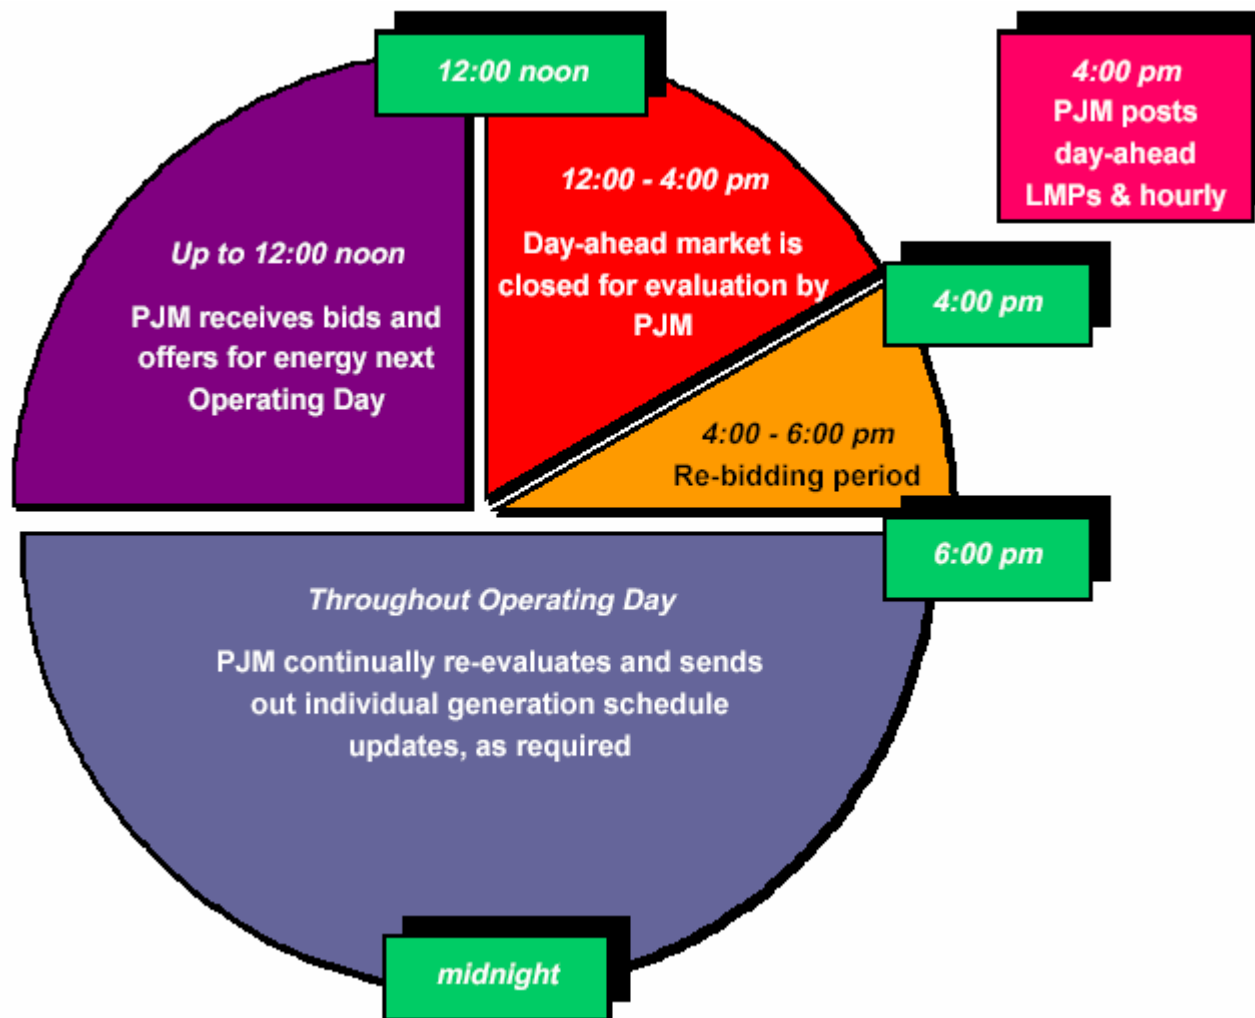 12:00 noon
4:00 pm
PJM posts
day-ahead
LMPs & hourly
12:00 - 4:00 pm
Day-ahead market is
closed for evaluation by
PJM
Up to 12:00 noon
PJM receives bids and
offers for energy next
Operating Day
4:00 pm
4:00 - 6:00 pm
Re-bidding period
6:00 pm
Throughout Operating Day
PJM continually re-evaluates and sends
out individual generation schedule
updates, as required
midnight